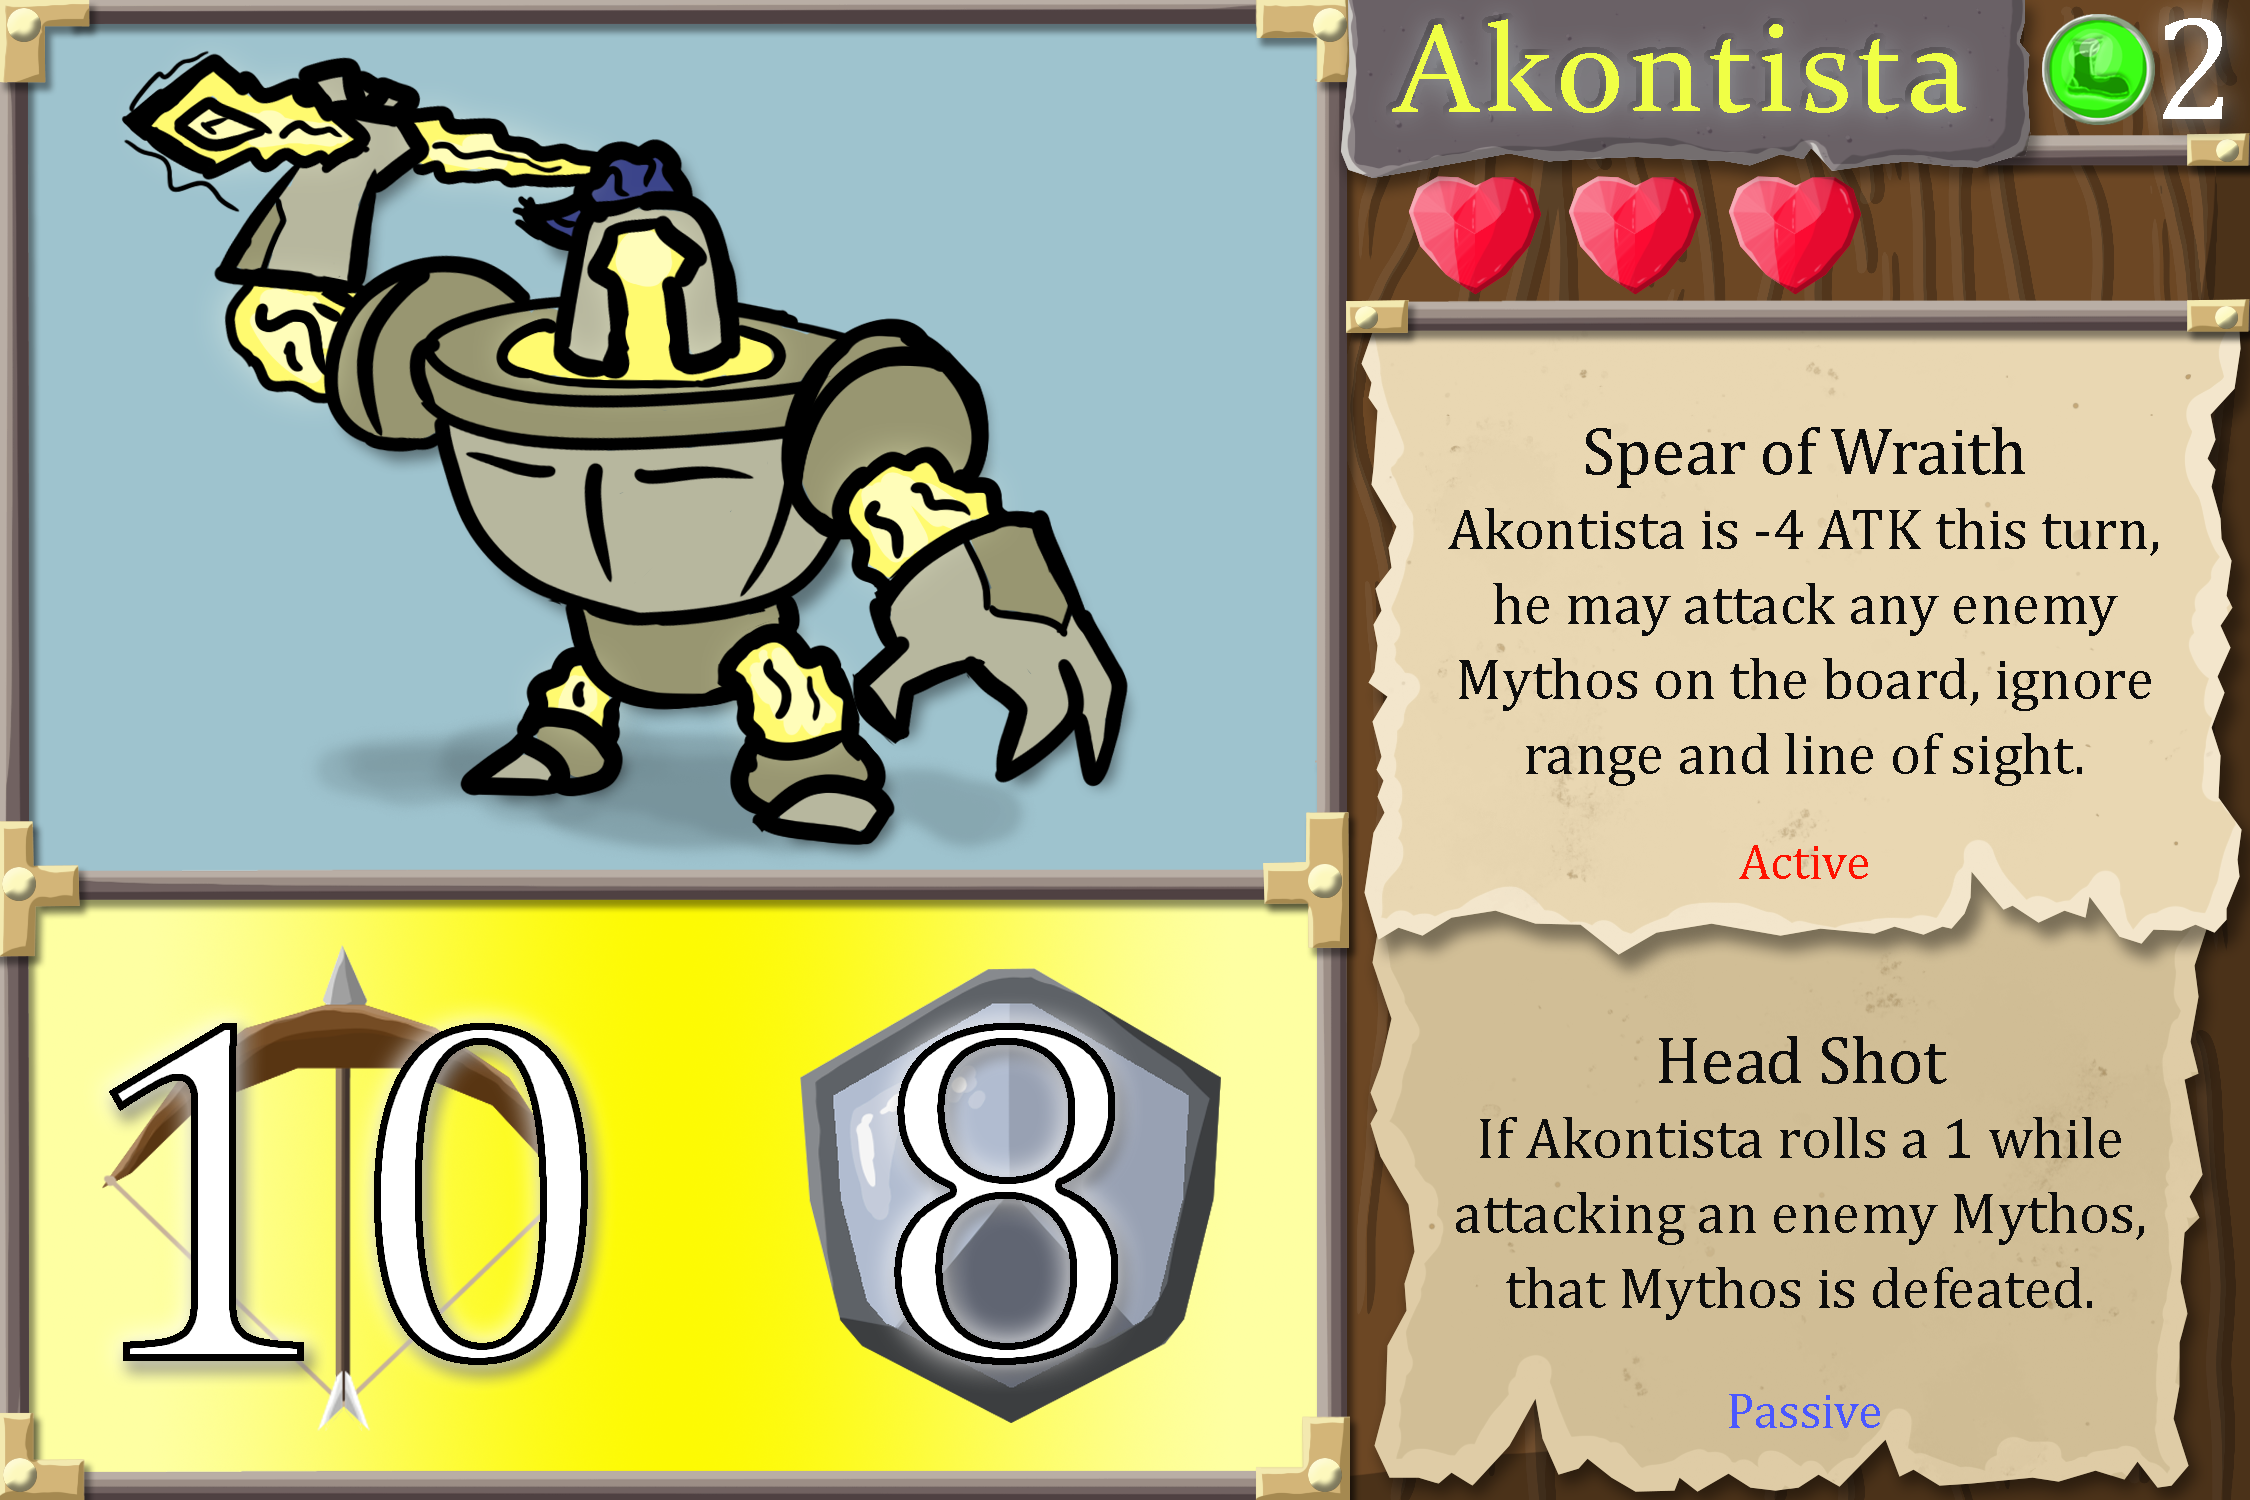 Akontista
2
Spear of Wraith
Akontista is -4 ATK this turn,
he may attack any enemy
Mythos on the board, ignore
range and line of sight.
Active
Head Shot
If Akontista rolls a 1 while
attacking an enemy Mythos,
that Mythos is defeated.
Passive
10
8